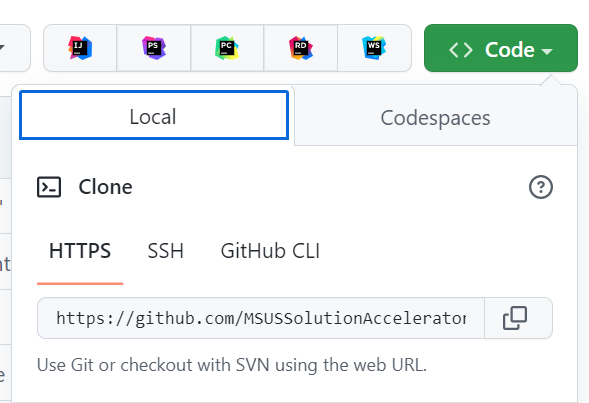 IJ PS PC RD WS <> Code
Local Codespaces
Clone
HTTPS SSH GitHub CLI
https://github.com/MSUSSolutionAccelerator
Use Git or checkout with SVN using the web URL.